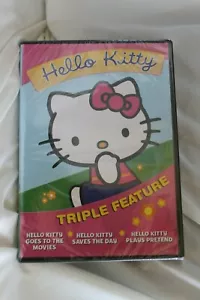 Hello Kitty
TRIPLE FEATURE
HELLO KITTY
GOES TO THE
MOVIES
HELLO KITTY
SAVES THE DAY
HELLO KITTY
PLAYS PRETEND